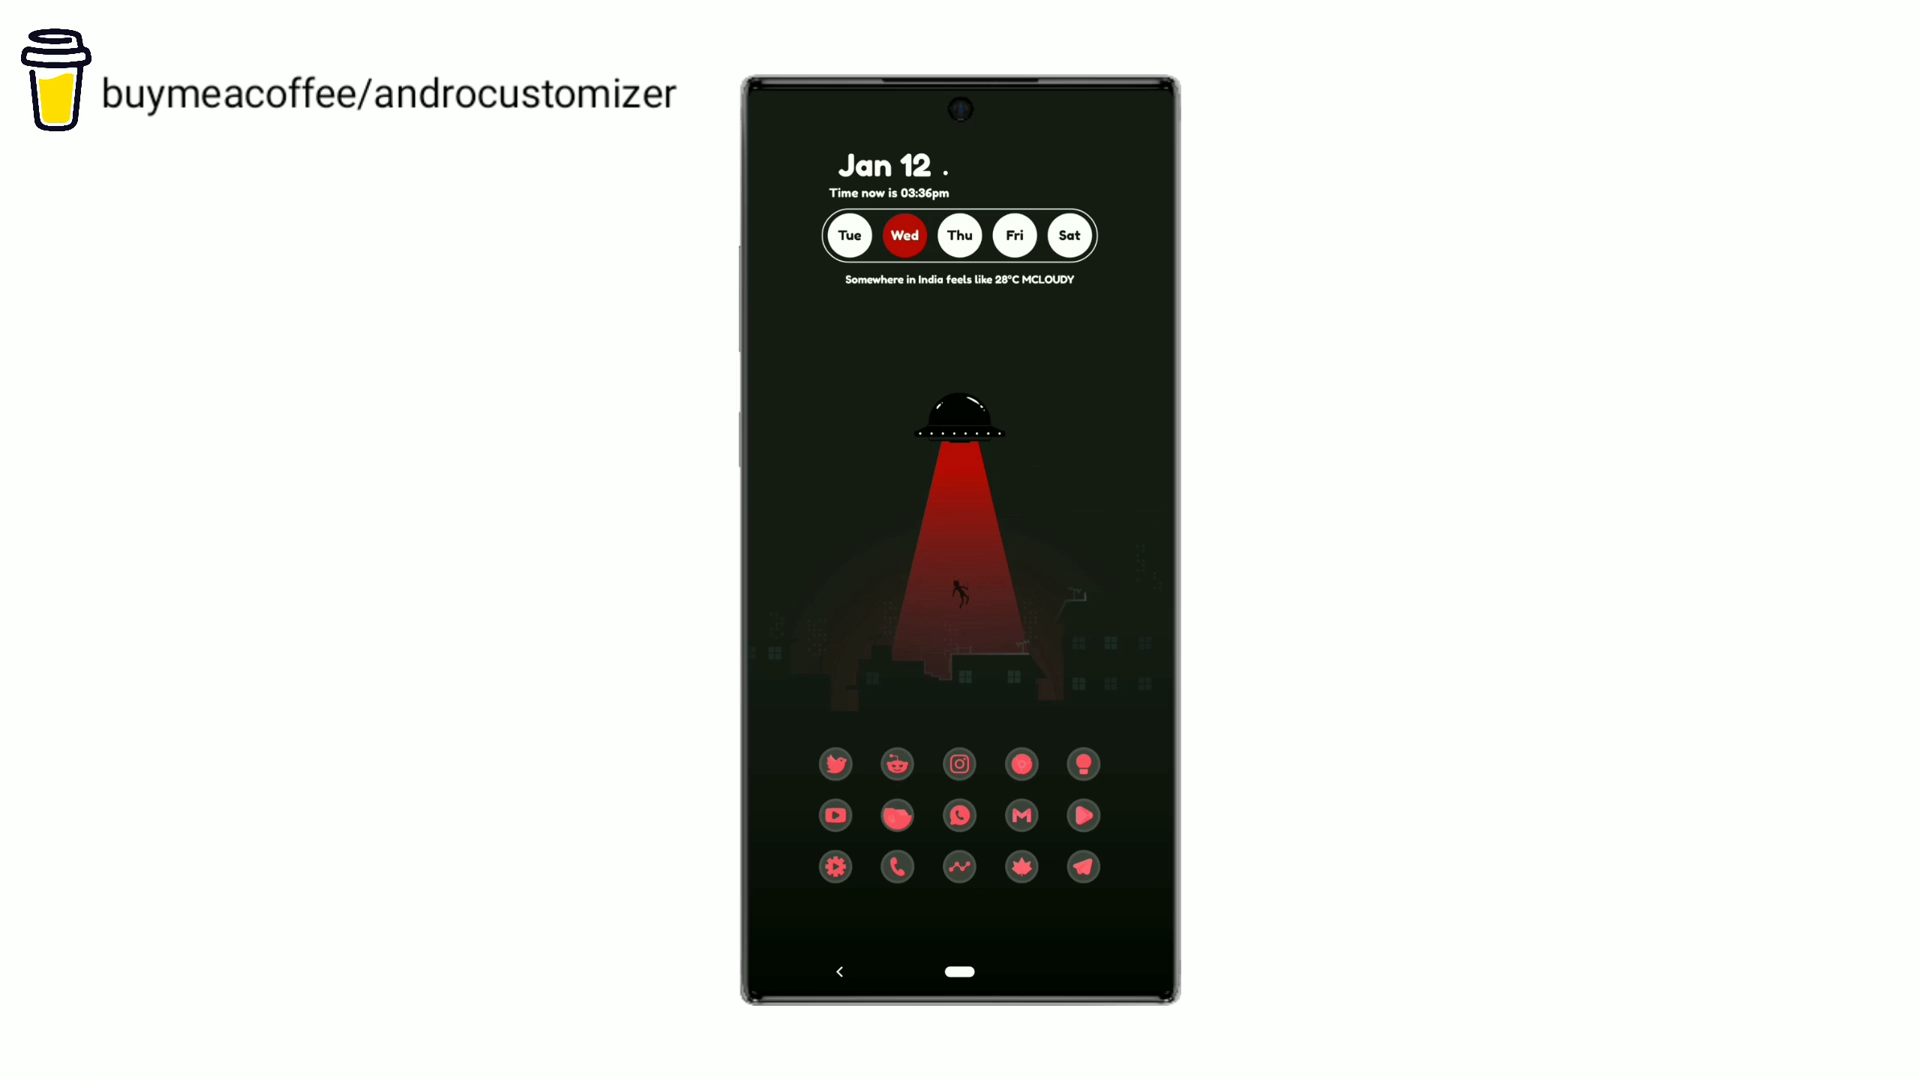 buymeacoffee/androcustomizer
Jan 12 .
Time now is 03:36pm
Tue Wed Thu Fri Sat
Somewhere in India feels like 28°C MCLOUDY